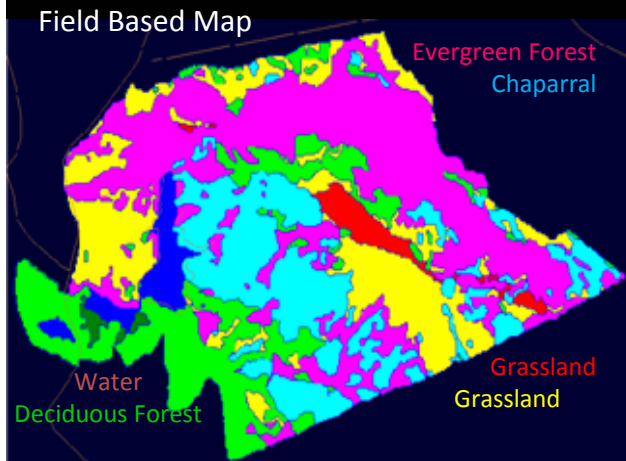 Field Based Map
Evergreen Forest
Chaparral
Grassland
Water
Grassland
Deciduous Forest